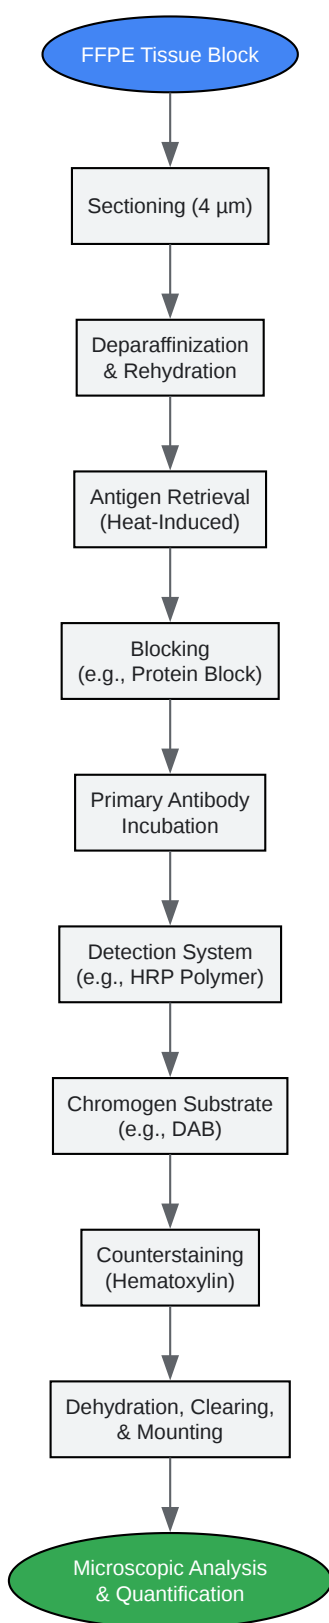 FFPE Tissue Block
Sectioning (4 µm)
Deparaffinization
& Rehydration
Antigen Retrieval
(Heat-Induced)
Blocking
(e.g., Protein Block)
Primary Antibody
Incubation
Detection System
(e.g., HRP Polymer)
Chromogen Substrate
(e.g., DAB)
Counterstaining
(Hematoxylin)
Dehydration, Clearing,
& Mounting
Microscopic Analysis
& Quantification